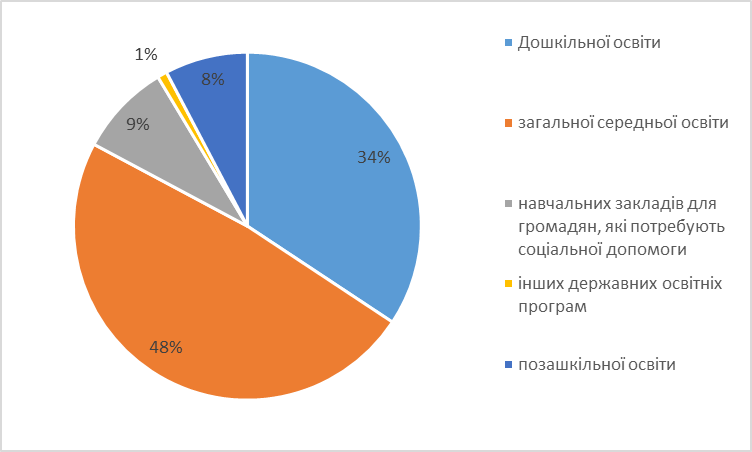 1%
8%
9%
34%
48%
Дошкільної освіти
загальної середньої освіти
навчальних закладів для
громадян, які потребують
соціальної допомоги
інших державних освітніх
програм
позашкільної освіти